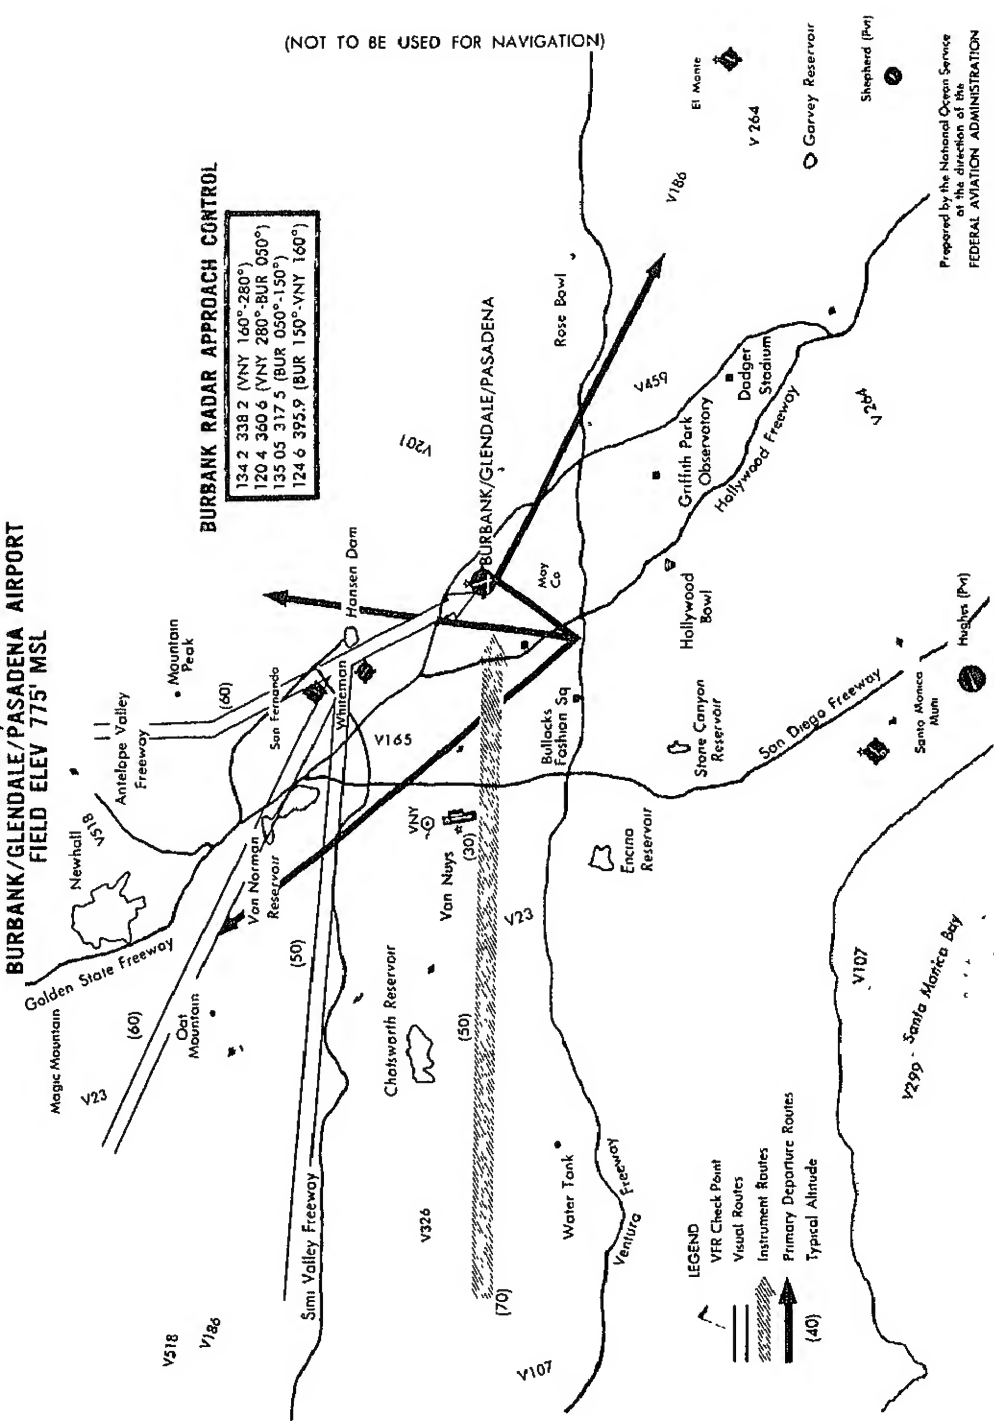 BURBANK/GLENDALE/PASADENA AIRPORT
FIELD ELEV 775' MSL
(NOT TO BE USED FOR NAVIGATION)
BURBANK RADAR APPROACH CONTROL
134 2 338 2 (VNY 160°-280°)
120 4 360 6 (VNY 280°-BUR 050°)
135 05 317 5 (BUR 050°-150°)
124 6 395.9 (BUR 150°-VNY 160°)
Newhall
V518
Antelope Valley
Freeway
Mountain
Peak
(60)
Golden State Freeway
Magic Mountain
V23
(60)
Oat
Mountain
Van Norman
Reservoir
San Fernando
Whiteman
Hansen Dam
V201
V165
(50)
Simi Valley Freeway
V518
V186
Chatsworth Reservoir
VNY
Van Nuys
(30)
(50)
(70)
V326
V107
V23
BURBANK/GLENDALE/PASADENA
May
Co
Bullacks
Fashion Sq
Rose Bowl
V186
El Monte
V 264
Garvey Reservoir
Shepherd (Pvt)
V459
Dodger
Stadium
Griffith Park
Observatory
Hollywood Freeway
V264
Hollywood
Bowl
Stone Canyon
Reservoir
Encino
Reservoir
San Diego Freeway
Santa Monica
Muni
Hughes (Pvt)
Water Tank
Ventura Freeway
V107
V299 - Santa Monica Bay
LEGEND
VFR Check Point
Visual Routes
Instrument Routes
Primary Departure Routes
(40) Typical Altitude
Prepared by the National Ocean Service
at the direction of the
FEDERAL AVIATION ADMINISTRATION